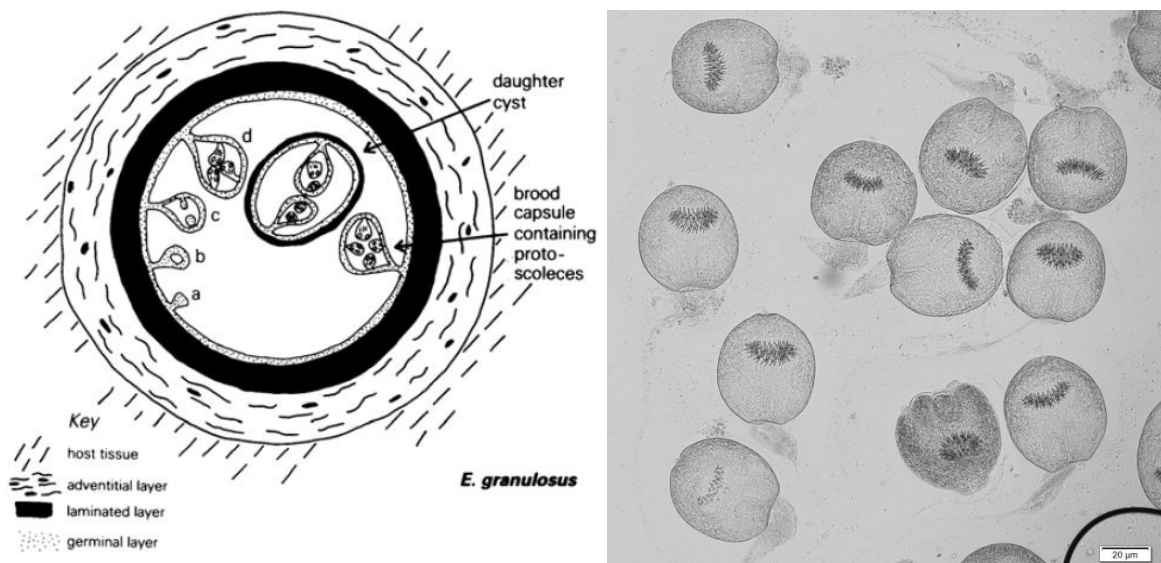 daughter
cyst
d
brood
capsule
containing
proto-
scoleces
c
b
a
Key
host tissue
adventitial layer
laminated layer
germinal layer
E. granulosus
20 µm